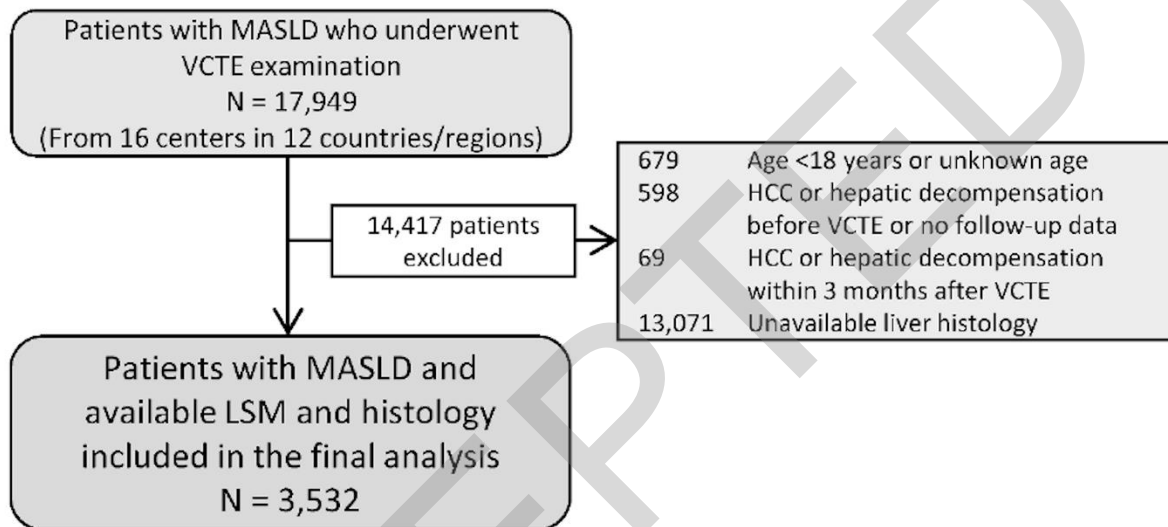 Patients with MASLD who underwent
VCTE examination
N = 17,949
(From 16 centers in 12 countries/regions)
14,417 patients
excluded
679 Age <18 years or unknown age
598 HCC or hepatic decompensation
before VCTE or no follow-up data
69 HCC or hepatic decompensation
within 3 months after VCTE
13,071 Unavailable liver histology
Patients with MASLD and
available LSM and histology
included in the final analysis
N = 3,532
EPTED